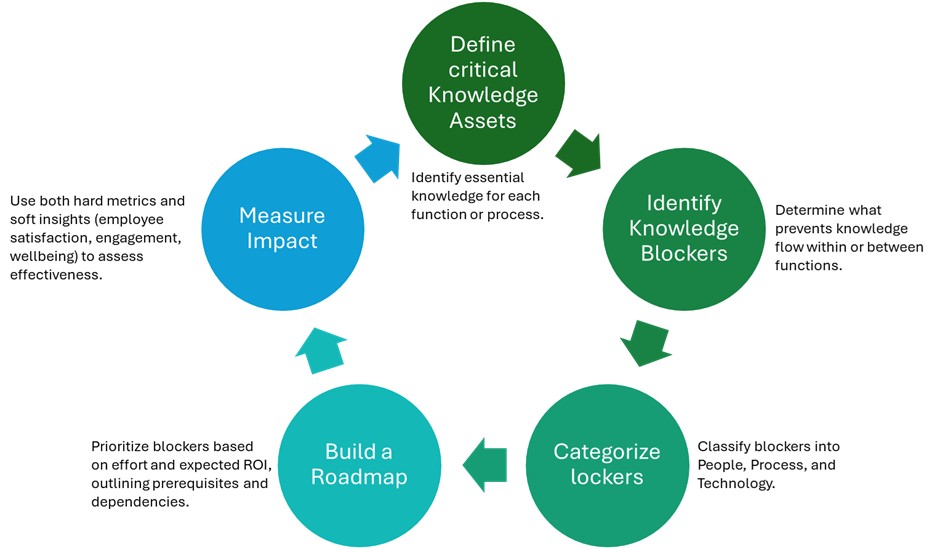 Define
critical
Knowledge
Assets
Identify essential
knowledge for each
function or process.
Identify
Knowledge
Blockers
Determine what
prevents knowledge
flow within or between
functions.
Categorize
lockers
Classify blockers into
People, Process, and
Technology.
Build a
Roadmap
Prioritize blockers based
on effort and expected ROI,
outlining prerequisites and
dependencies.
Measure
Impact
Use both hard metrics and
soft insights (employee
satisfaction, engagement,
wellbeing) to assess
effectiveness.